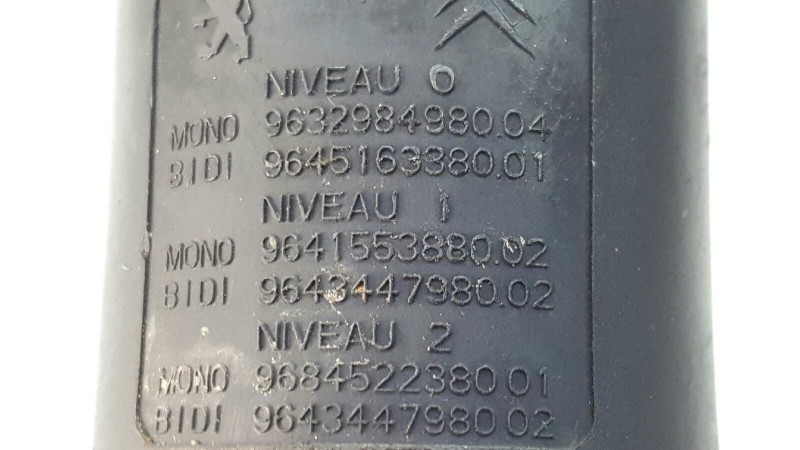 NIVEAU 0
MONO 9632984980.04
BIDI 9645163380.01
NIVEAU 1
MONO 9641553880.02
BIDI 9643447980.02
NIVEAU 2
MONO 9684522380 01
BIDI 9643447980 02